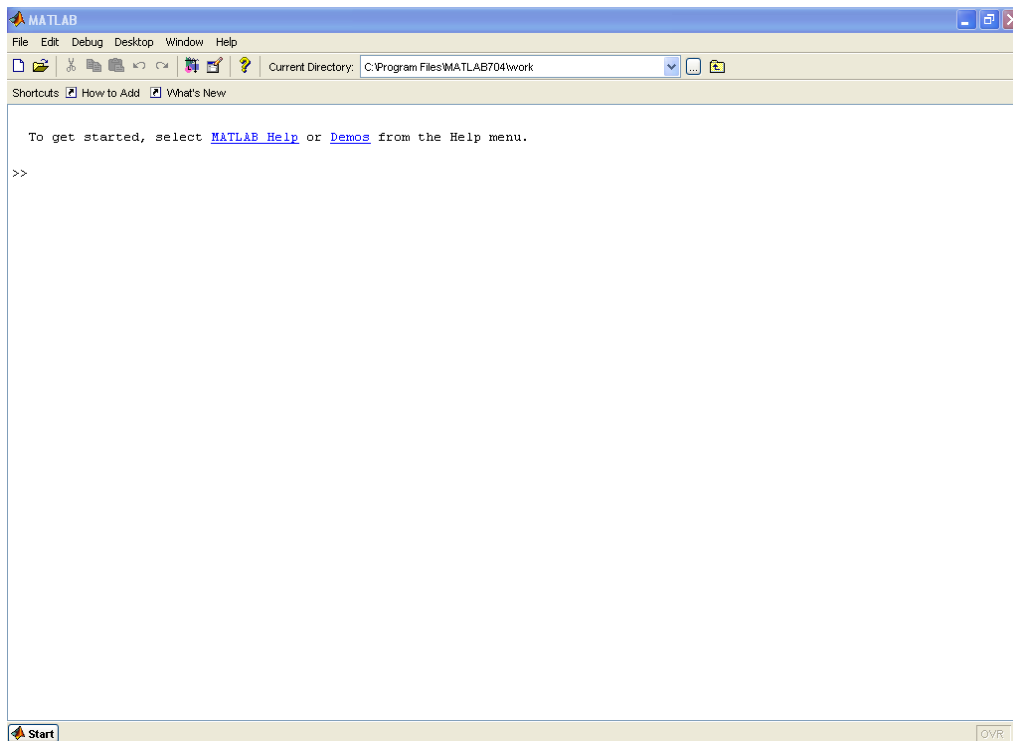 MATLAB
File Edit Debug Desktop Window Help
Current Directory: C:\Program Files\MATLAB704\work
Shortcuts How to Add What's New
To get started, select MATLAB Help or Demos from the Help menu.
>>
Start OVR